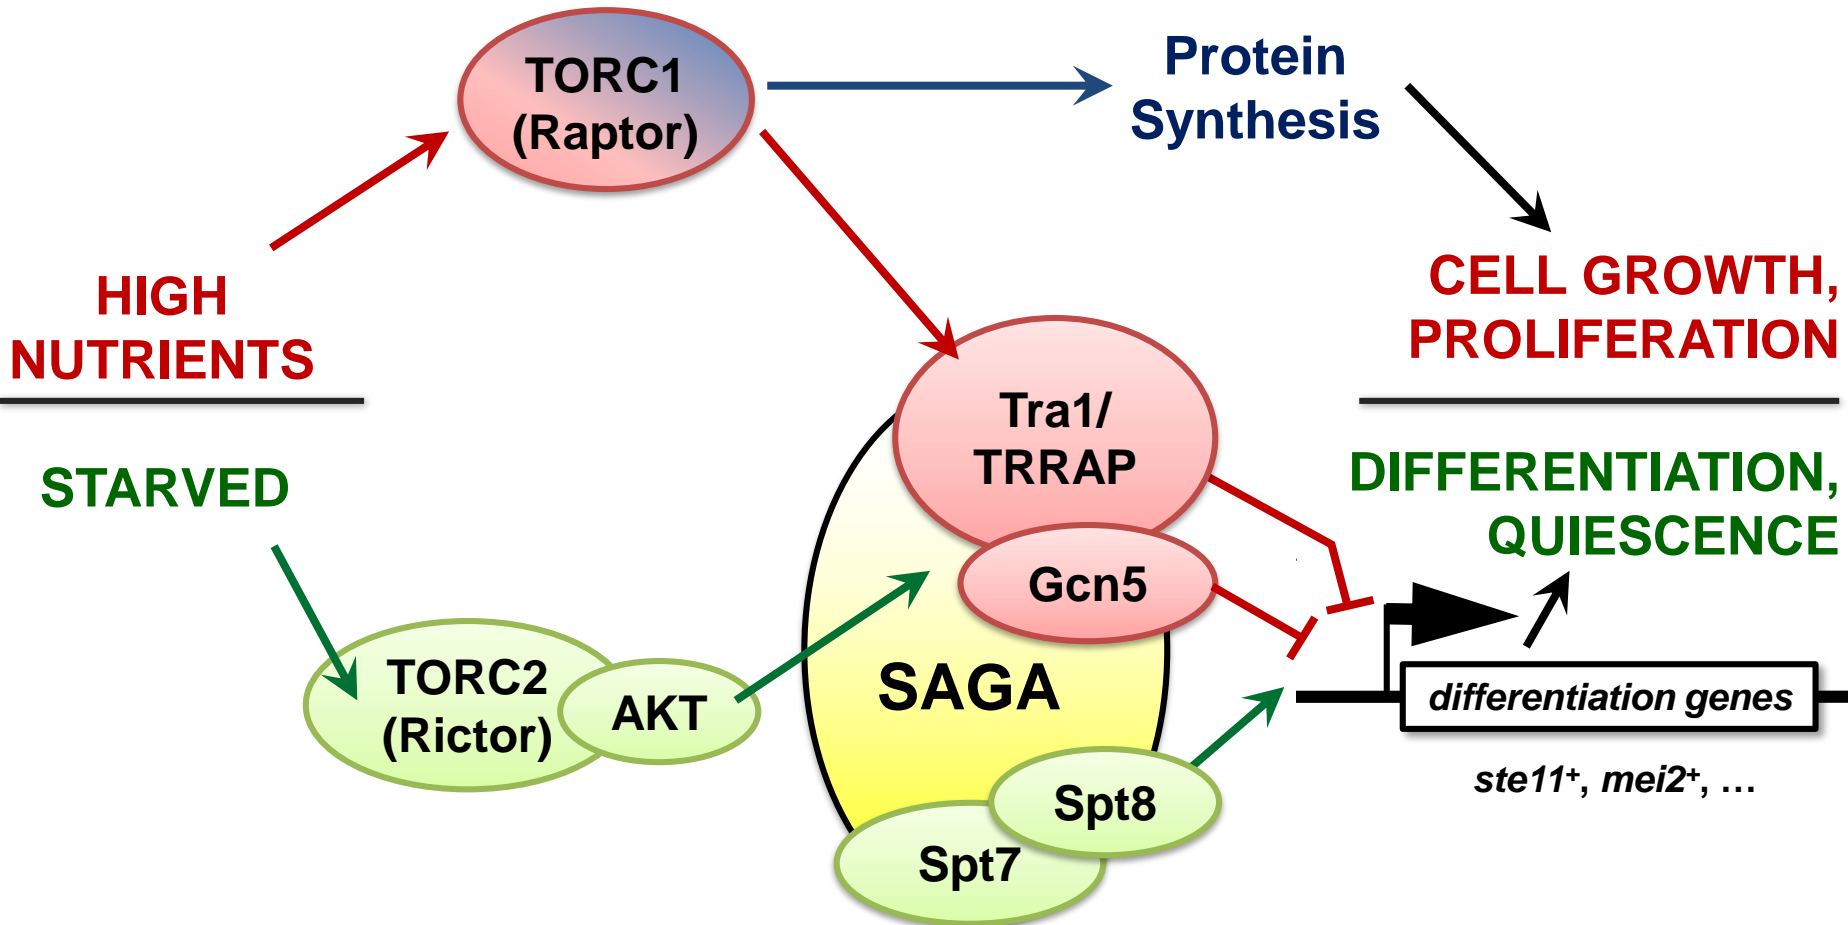 TORC1
(Raptor)
Protein
Synthesis
HIGH
NUTRIENTS
CELL GROWTH,
PROLIFERATION
STARVED
Tra1/
TRRAP
DIFFERENTIATION,
QUIESCENCE
Gcn5
TORC2
(Rictor)
AKT
SAGA
differentiation genes
ste11⁺, mei2⁺, …
Spt8
Spt7